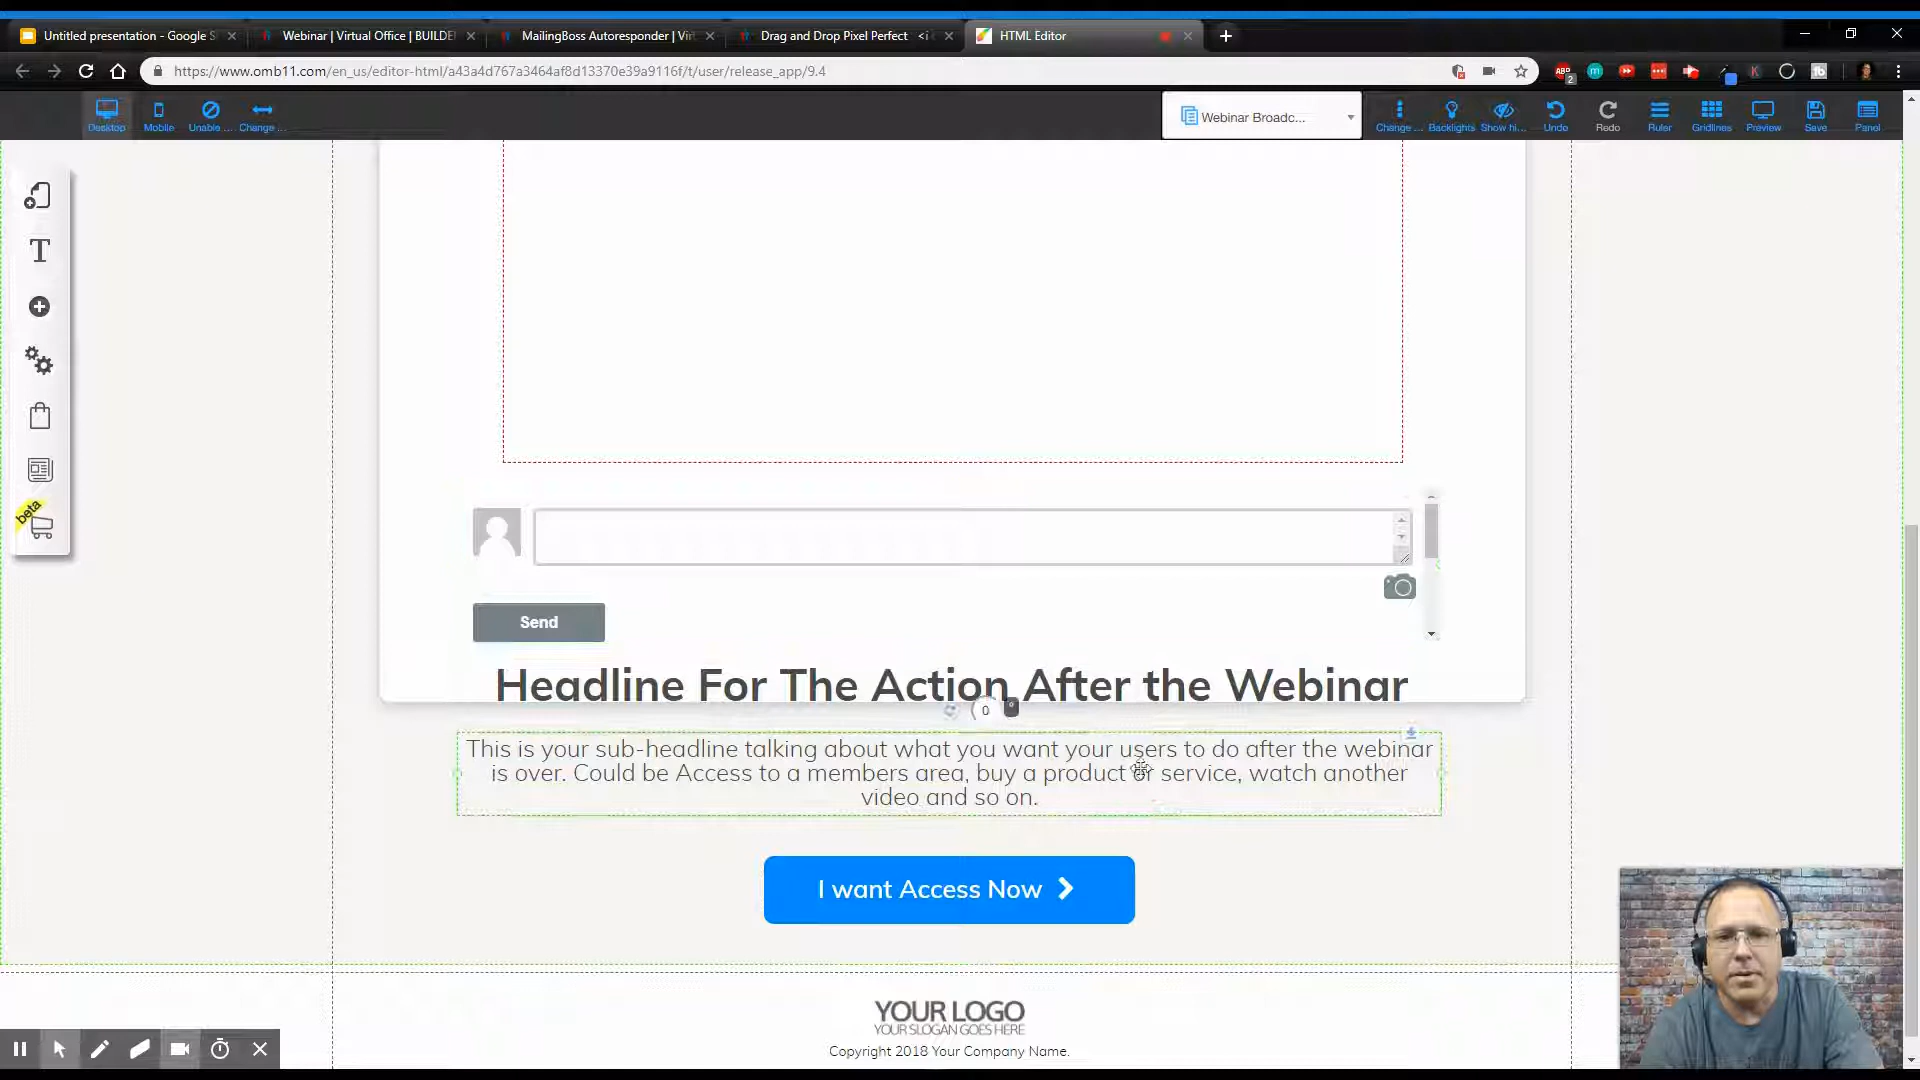 Untitled presentation - Google S
Webinar | Virtual Office | BUILDE
MailingBoss Autoresponder | Vir
Drag and Drop Pixel Perfect <i
HTML Editor
https://www.omb11.com/en_us/editor-html/a43a4d767a3464af8d13370e39a9116f/t/user/release_app/9.4
ABP
2
m
K
tb
Desktop
Mobile
Unable ...
Change ...
Webinar Broadc...
Change ...
Backlights
Show hi...
Undo
Redo
Ruler
Gridlines
Preview
Save
Panel
T
beta
Send
Headline For The Action After the Webinar
0
This is your sub-headline talking about what you want your users to do after the webinar
is over. Could be Access to a members area, buy a product or service, watch another
video and so on.
I want Access Now
YOUR LOGO
YOUR SLOGAN GOES HERE
Copyright 2018 Your Company Name.